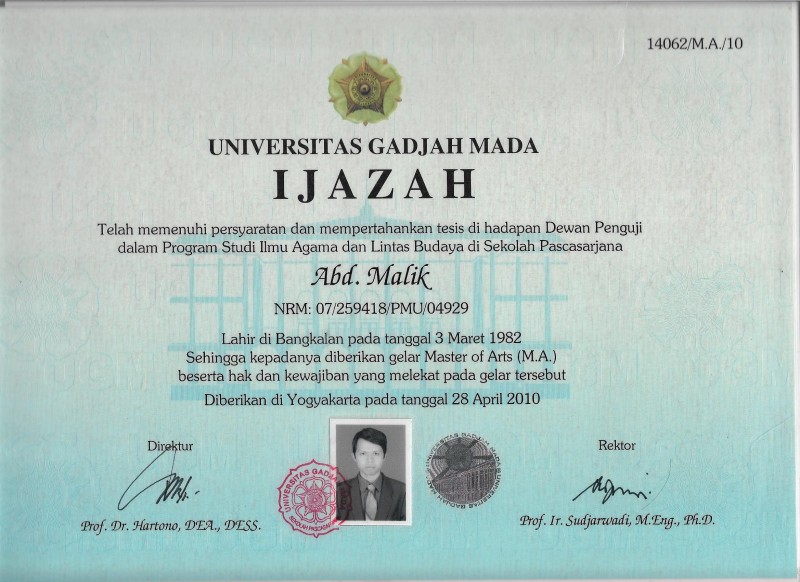 14062/M.A./10
UNIVERSITAS GADJAH MADA
IJAZAH
Telah memenuhi persyaratan dan mempertahankan tesis di hadapan Dewan Penguji
dalam Program Studi Ilmu Agama dan Lintas Budaya di Sekolah Pascasarjana
Abd. Malik
NRM: 07/259418/PMU/04929
Lahir di Bangkalan pada tanggal 3 Maret 1982
Sehingga kepadanya diberikan gelar Master of Arts (M.A.)
beserta hak dan kewajiban yang melekat pada gelar tersebut
Diberikan di Yogyakarta pada tanggal 28 April 2010
Direktur
Rektor
UNIVERSITAS GADJAH
SEKOLAH
UNIVERSITAS GADJAH MADA
Prof. Dr. Hartono, DEA., DESS.
Prof. Ir. Sudjarwadi, M.Eng., Ph.D.